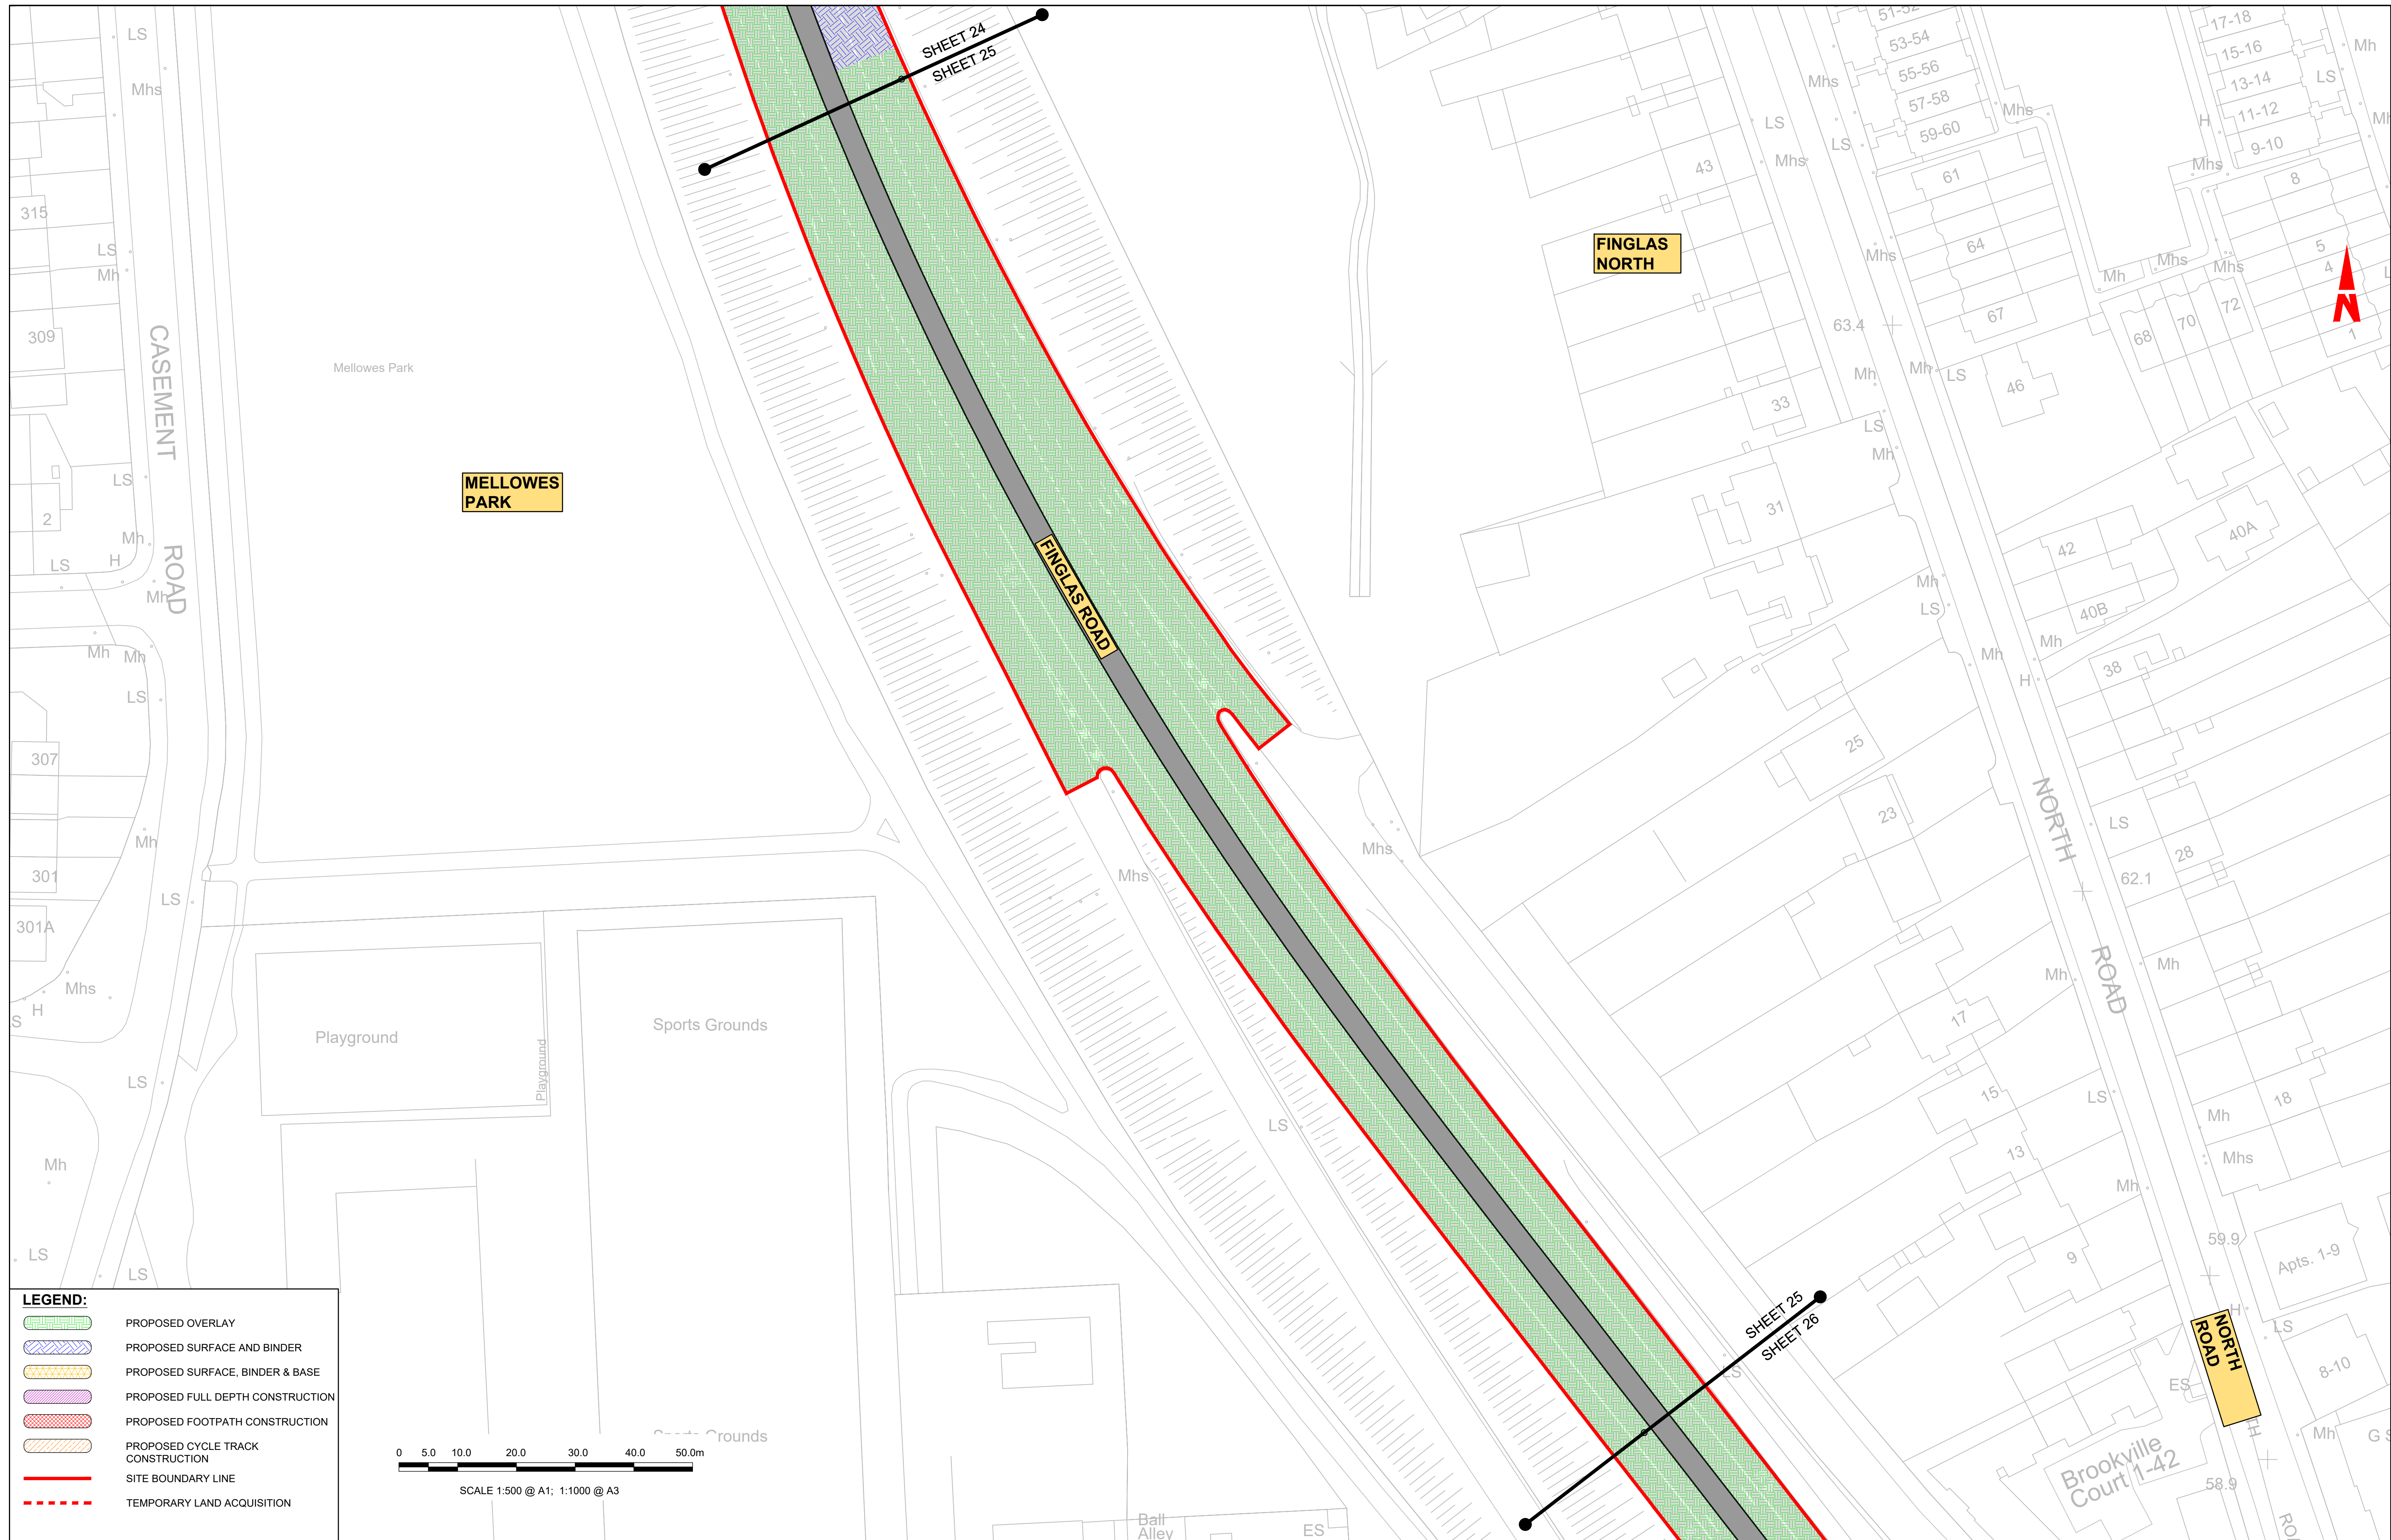 SHEET 24
SHEET 25
51-52
53-54
55-56
57-58
59-60
61
64
67
17-18
15-16
13-14
11-12
9-10
8
5
4
1
68
70
72
LS
Mhs
LS
Mhs
LS
Mhs
LS
Mhs
Mhs
Mh
LS
H
Mhs
Mh
Mhs
Mhs
N
315
LS
Mh
309
CASEMENT
ROAD
Mellowes Park
MELLOWES
PARK
FINGLAS
NORTH
43
33
63.4
Mh
Mh
LS
46
LS
Mh
31
42
40A
40B
Mh
LS
Mh
Mh
H
38
LS
2
Mh
LS
H
Mh
Mh
Mh
LS
307
Mh
301
LS
301A
Mhs
H
S
LS
Mh
LS
LS
FINGLAS ROAD
25
23
NORTH
ROAD
LS
28
62.1
Mhs
Mhs
Mh
Mh
17
15
13
9
LS
Mh
Mh
18
Mhs
59.9
Apts. 1-9
H
LS
8-10
NORTH
ROAD
ES
TH
Mh
G S
58.9
ROA
Brookville
Court 1-42
Playground
Playground
Sports Grounds
LS
Sports Grounds
SHEET 25
SHEET 26
LS
Ball
Alley
ES
LEGEND:
PROPOSED OVERLAY
PROPOSED SURFACE AND BINDER
PROPOSED SURFACE, BINDER & BASE
PROPOSED FULL DEPTH CONSTRUCTION
PROPOSED FOOTPATH CONSTRUCTION
PROPOSED CYCLE TRACK
CONSTRUCTION
SITE BOUNDARY LINE
TEMPORARY LAND ACQUISITION
0 5.0 10.0 20.0 30.0 40.0 50.0m
SCALE 1:500 @ A1; 1:1000 @ A3